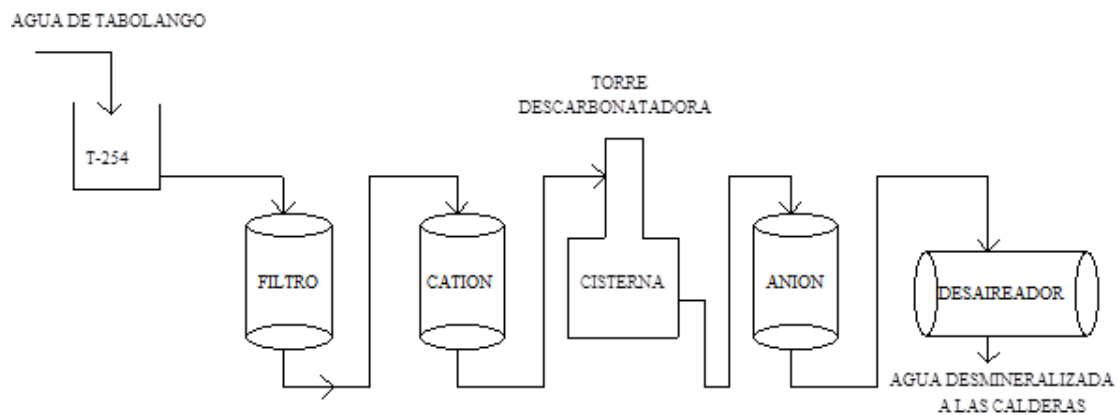 AGUA DE TABOLANGO
TORRE
DESCARBONATADORA
T-254
FILTRO
CATION
CISTERNA
ANION
DESAIREADOR
AGUA DESMINERALIZADA
A LAS CALDERAS